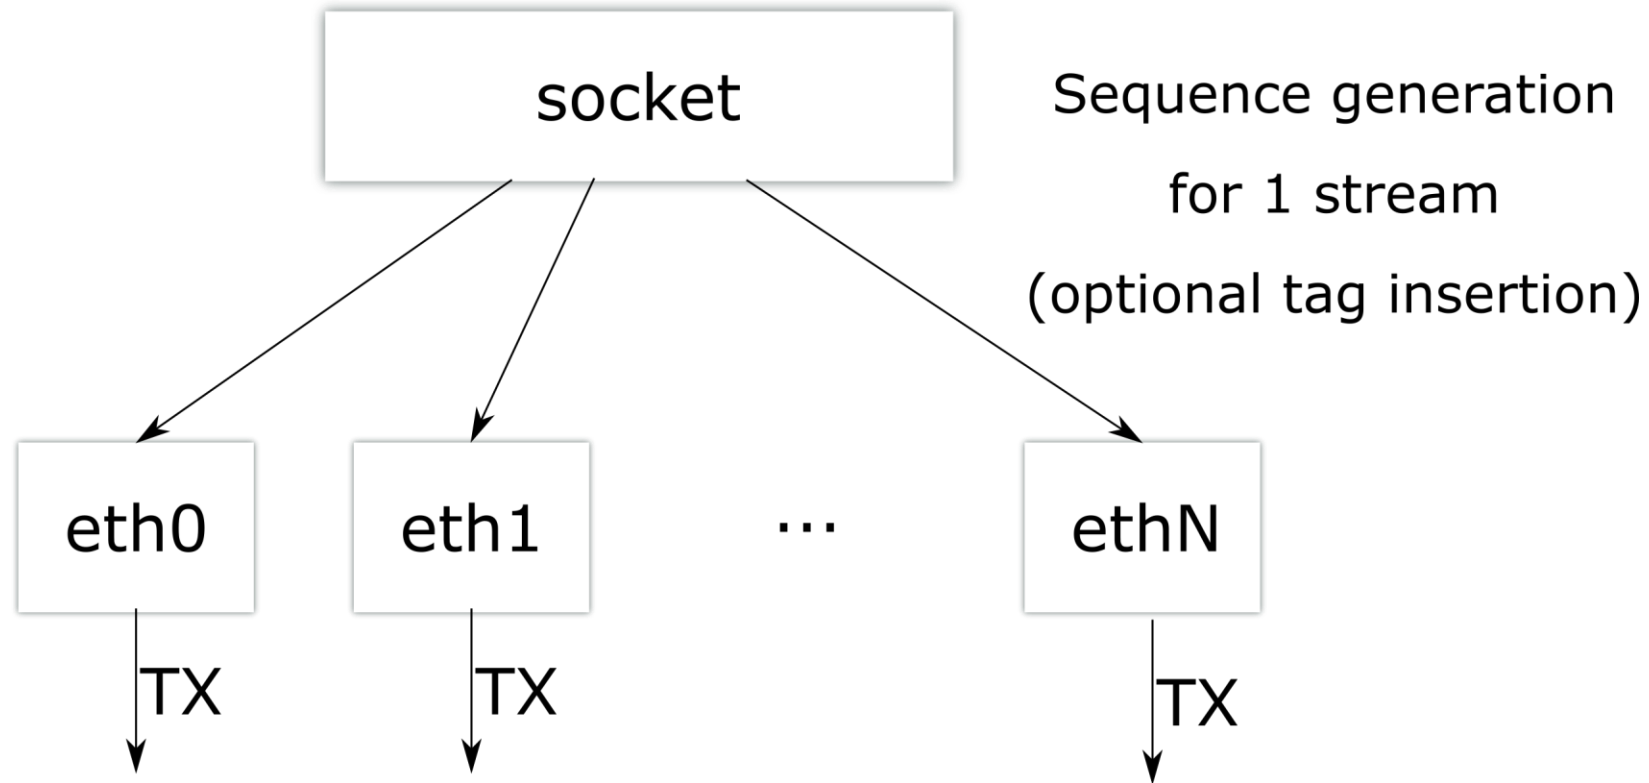 socket
Sequence generation
for 1 stream
(optional tag insertion)
eth0
eth1
...
ethN
TX
TX
TX